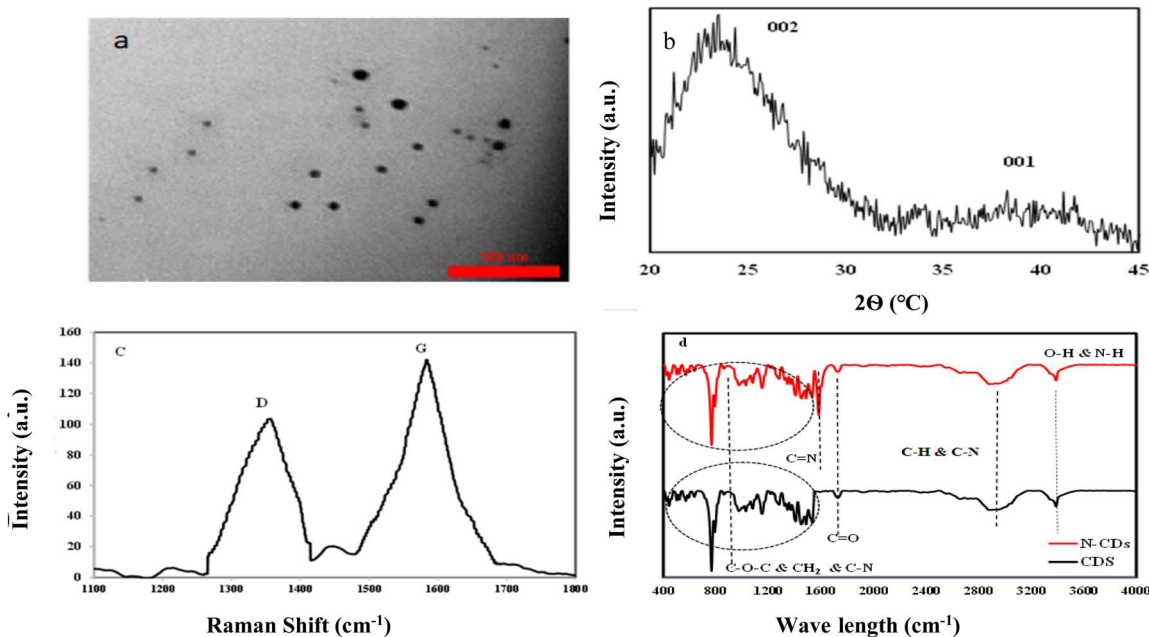 a
500 nm
b
002
001
Intensity (a.u.)
20
25
30
35
40
45
2Θ (°C)
C
D
G
Intensity (a.u.)
160
140
120
100
80
60
40
20
0
1100
1200
1300
1400
1500
1600
1700
1800
Raman Shift (cm⁻¹)
d
O-H & N-H
C=N
C-H & C-N
C=O
C-O-C & CH₂ & C-N
N-CDs
CDS
Intensity (a.u.)
400 800 1200 1600 2000 2400 2800 3200 3600 4000
Wave length (cm⁻¹)